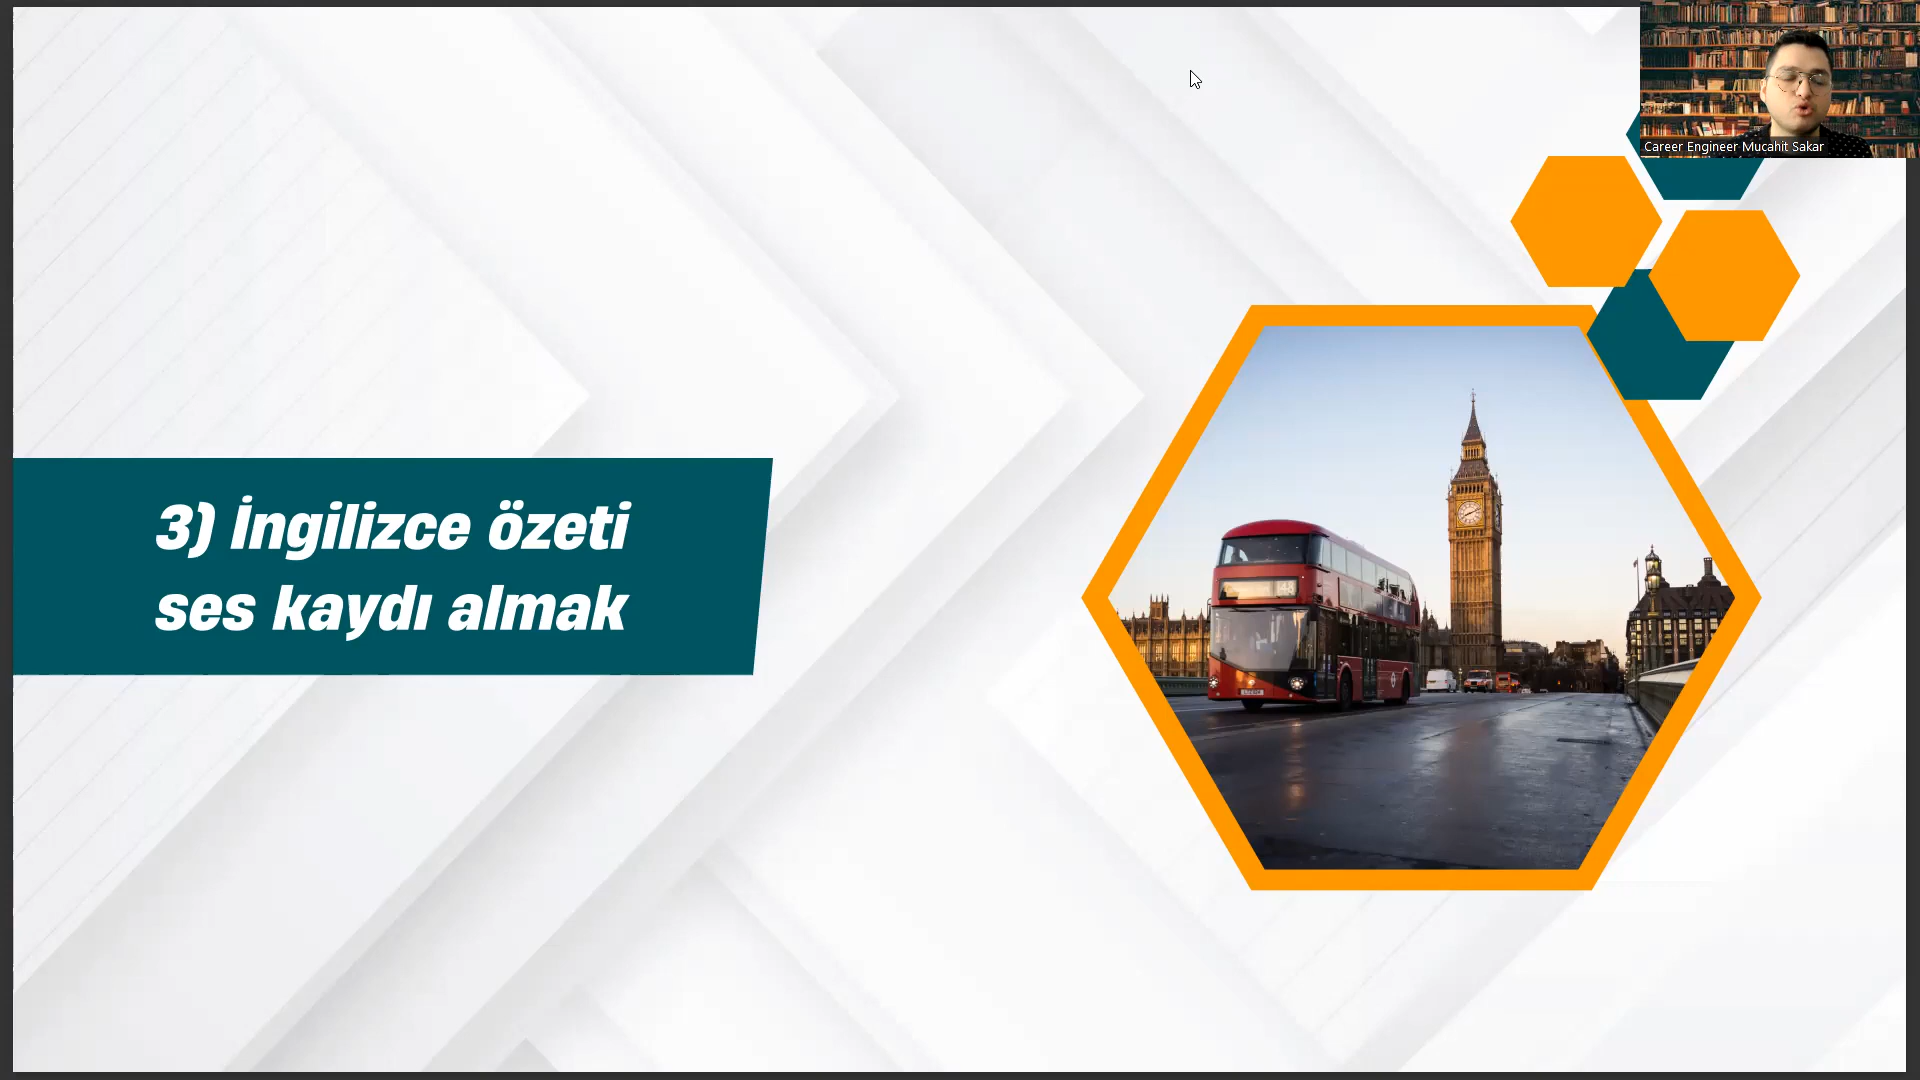 Career Engineer Mucahit Sakar
3) İngilizce özeti
ses kaydı almak